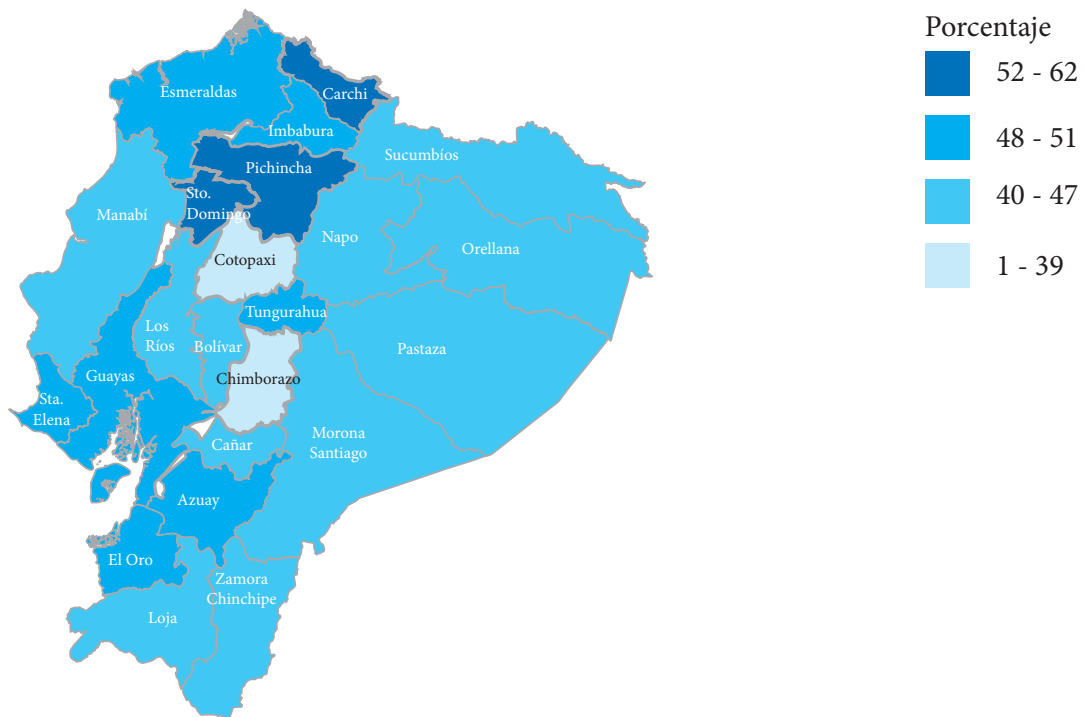 Porcentaje
52 - 62
48 - 51
40 - 47
1 - 39
Esmeraldas
Carchi
Imbabura
Sucumbíos
Pichincha
Sto.
Domingo
Manabí
Napo
Orellana
Cotopaxi
Tungurahua
Los
Ríos
Bolívar
Pastaza
Guayas
Chimborazo
Sta.
Elena
Morona
Santiago
Cañar
Azuay
El Oro
Zamora
Chinchipe
Loja